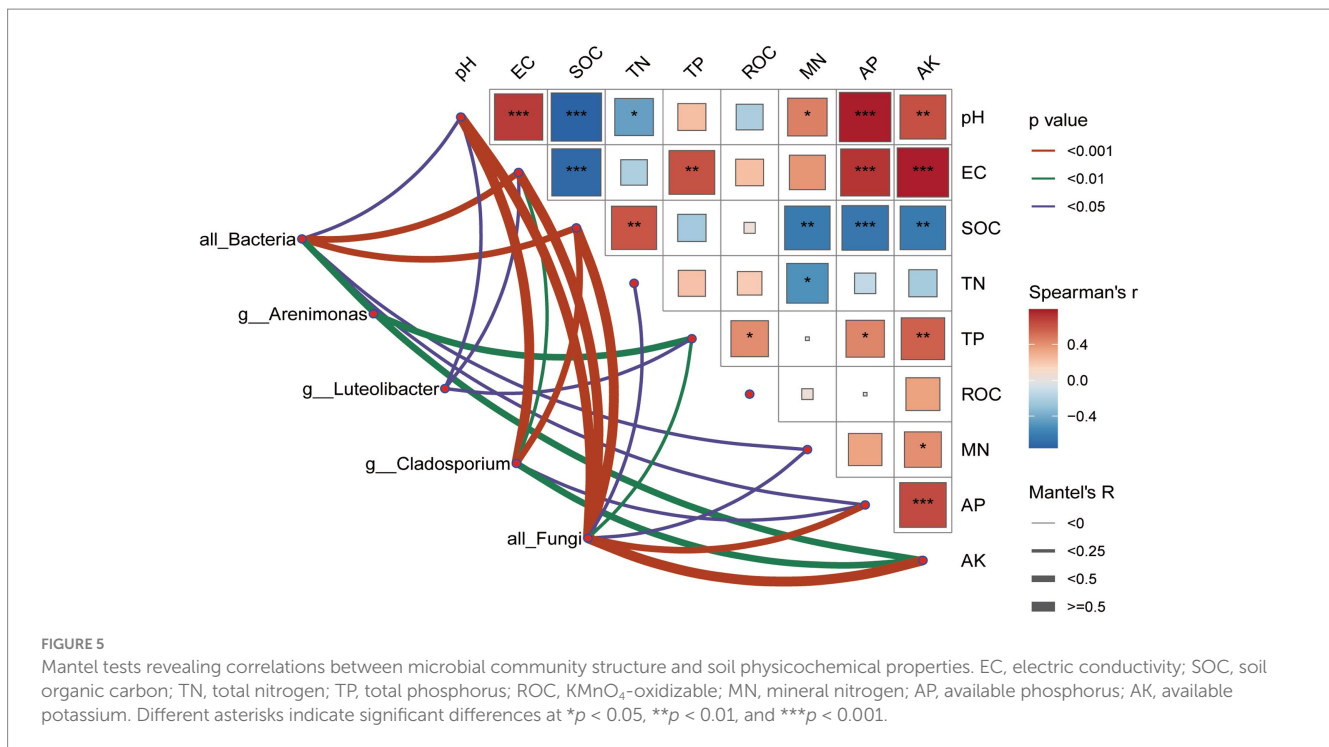 pH EC SOC TN TP ROC MN AP AK
*** *** * * *** ** pH
p value
<0.001
<0.01
<0.05
*** ** *** *** EC
all_Bacteria
** ** *** ** SOC
g__Arenimonas
* TN
Spearman's r
0.4
0.0
−0.4
* * ** TP
g__Luteolibacter
ROC
g__Cladosporium
* MN
Mantel's R
<0
<0.25
<0.5
>=0.5
*** AP
all_Fungi
AK
FIGURE 5
Mantel tests revealing correlations between microbial community structure and soil physicochemical properties. EC, electric conductivity; SOC, soil
organic carbon; TN, total nitrogen; TP, total phosphorus; ROC, KMnO₄-oxidizable; MN, mineral nitrogen; AP, available phosphorus; AK, available
potassium. Different asterisks indicate significant differences at *p < 0.05, **p < 0.01, and ***p < 0.001.